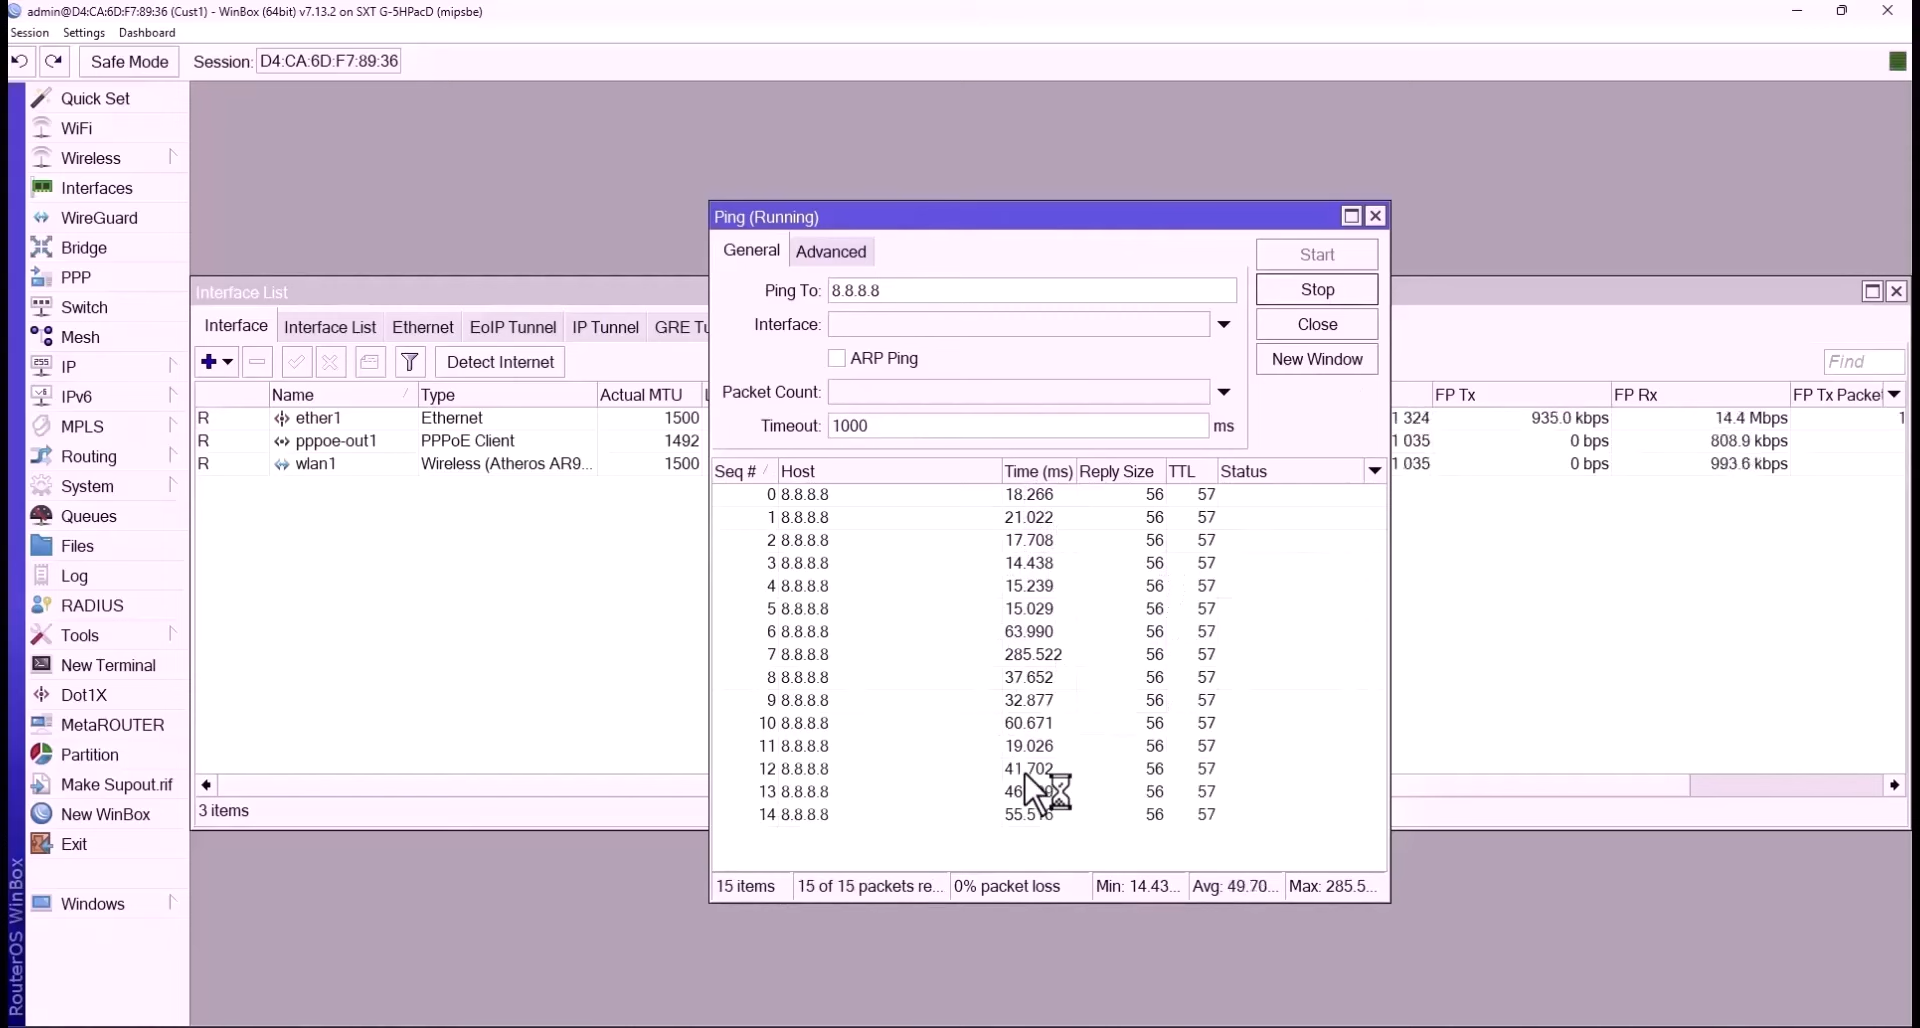 admin@D4:CA:6D:F7:89:36 (Cust1) - WinBox (64bit) v7.13.2 on SXT G-5HPacD (mipsbe)
Session Settings Dashboard
Safe Mode Session: D4:CA:6D:F7:89:36
Quick Set
WiFi
Wireless
Interfaces
WireGuard
Bridge
PPP
Switch
Mesh
IP
IPv6
MPLS
Routing
System
Queues
Files
Log
RADIUS
Tools
New Terminal
Dot1X
MetaROUTER
Partition
Make Supout.rif
New WinBox
Exit
Windows
RouterOS WinBox
Interface List
Interface Interface List Ethernet EoIP Tunnel IP Tunnel GRE Tu
Detect Internet
Find
Name Type Actual MTU L FP Tx FP Rx FP Tx Packet
R ether1 Ethernet 1500 1 324 935.0 kbps 14.4 Mbps 1
R pppoe-out1 PPPoE Client 1492 1 035 0 bps 808.9 kbps
R wlan1 Wireless (Atheros AR9... 1500 1 035 0 bps 993.6 kbps
3 items
Ping (Running)
General Advanced
Ping To: 8.8.8.8
Interface:
ARP Ping
Packet Count:
Timeout: 1000 ms
Start
Stop
Close
New Window
Seq # Host Time (ms) Reply Size TTL Status
0 8.8.8.8 18.266 56 57
1 8.8.8.8 21.022 56 57
2 8.8.8.8 17.708 56 57
3 8.8.8.8 14.438 56 57
4 8.8.8.8 15.239 56 57
5 8.8.8.8 15.029 56 57
6 8.8.8.8 63.990 56 57
7 8.8.8.8 285.522 56 57
8 8.8.8.8 37.652 56 57
9 8.8.8.8 32.877 56 57
10 8.8.8.8 60.671 56 57
11 8.8.8.8 19.026 56 57
12 8.8.8.8 41.702 56 57
13 8.8.8.8 56 57
14 8.8.8.8 56 57
15 items 15 of 15 packets re... 0% packet loss Min: 14.43... Avg: 49.70... Max: 285.5...